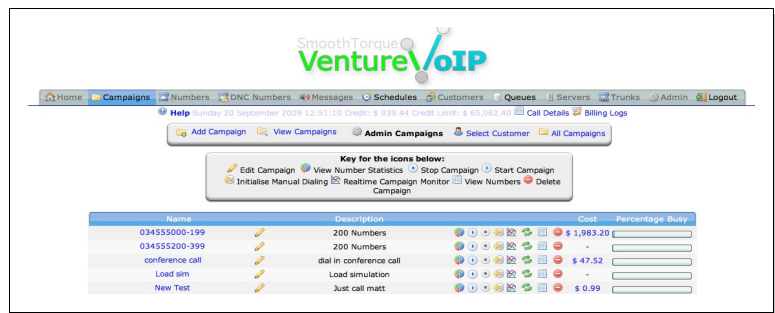 SmoothTorque
VentureVoIP
Home Campaigns Numbers DNC Numbers Messages Schedules Customers Queues Servers Trunks Admin Logout
Help Sunday 20 September 2009 12:51:10 Credit: $ 939.44 Credit Limit: $ 65,062.40 Call Details Billing Logs
Add Campaign View Campaigns Admin Campaigns Select Customer All Campaigns
Key for the icons below:
Edit Campaign View Number Statistics Stop Campaign Start Campaign
Initialise Manual Dialing Realtime Campaign Monitor View Numbers Delete
Campaign
Name Description Cost Percentage Busy
034555000-199 200 Numbers $ 1,983.20
034555200-399 200 Numbers -
conference call dial in conference call $ 47.52
Load sim Load simulation -
New Test Just call matt $ 0.99